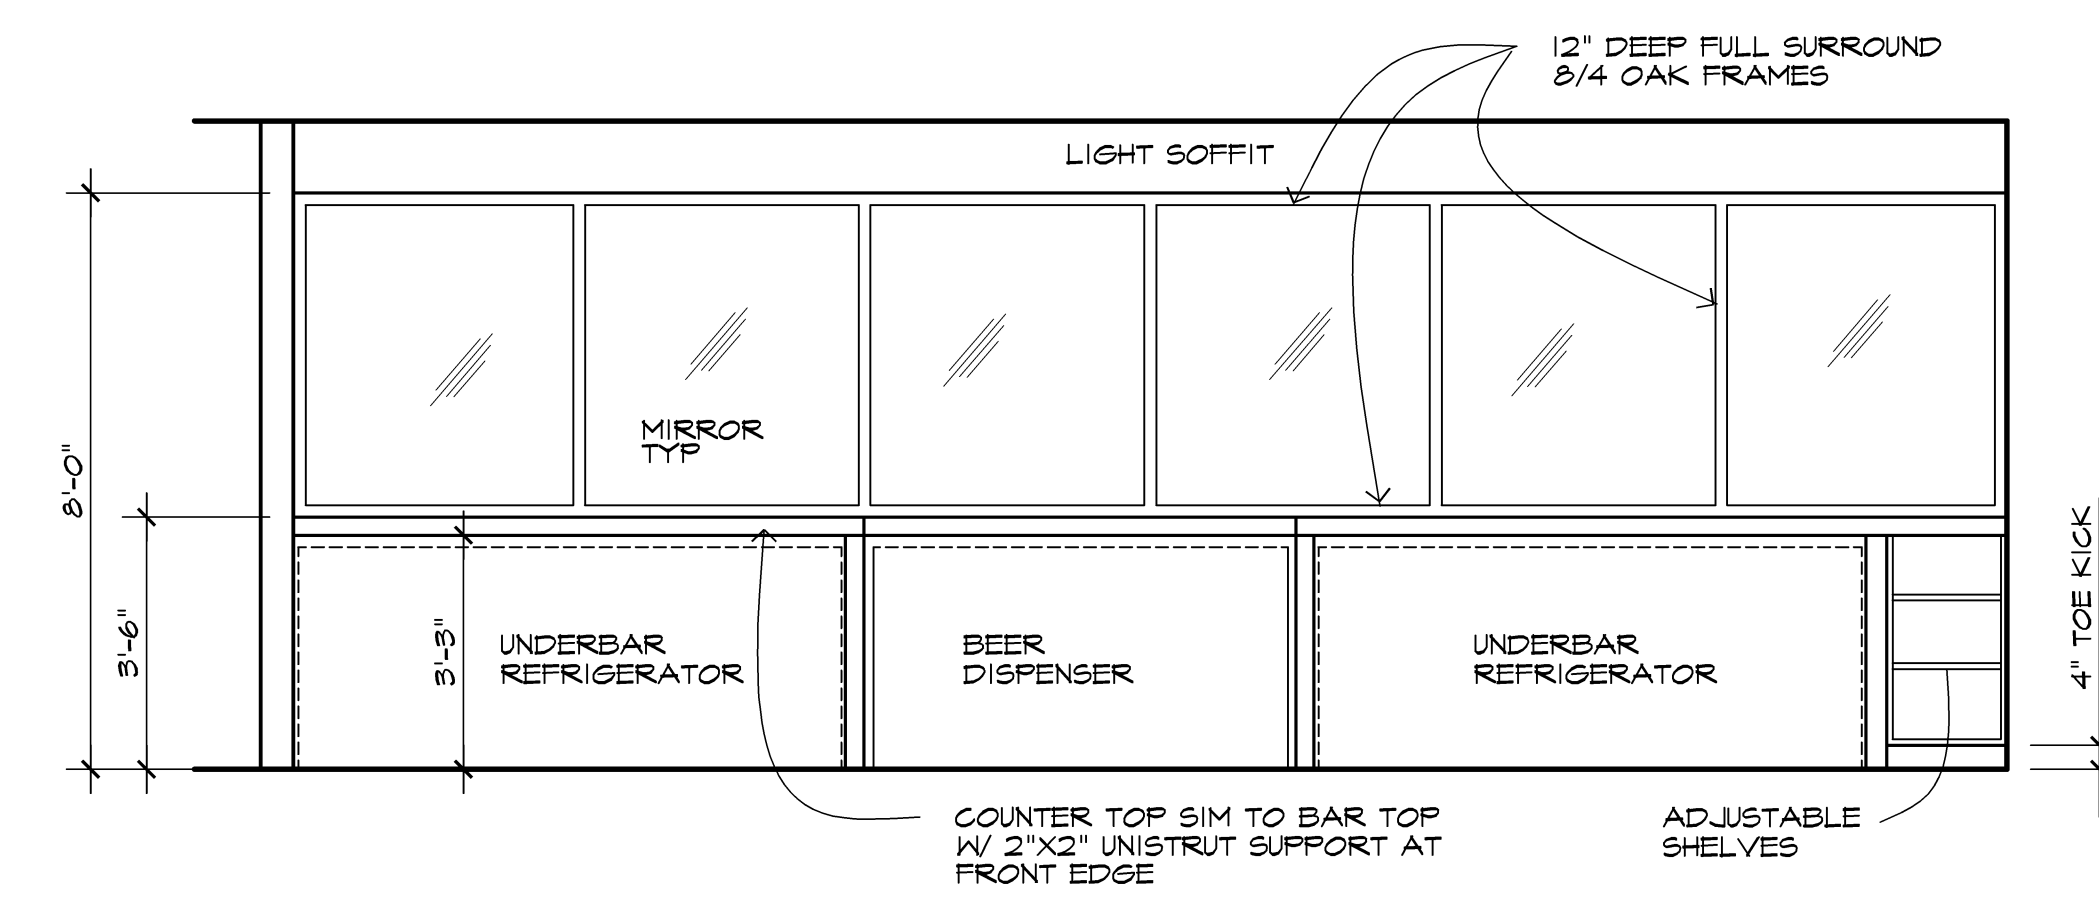 12" DEEP FULL SURROUND
8/4 OAK FRAMES
LIGHT SOFFIT
MIRROR
TYP
8'-0"
3'-6"
3'-3"
UNDERBAR
REFRIGERATOR
BEER
DISPENSER
UNDERBAR
REFRIGERATOR
4" TOE KICK
COUNTER TOP SIM TO BAR TOP
W/ 2"X2" UNISTRUT SUPPORT AT
FRONT EDGE
ADJUSTABLE
SHELVES